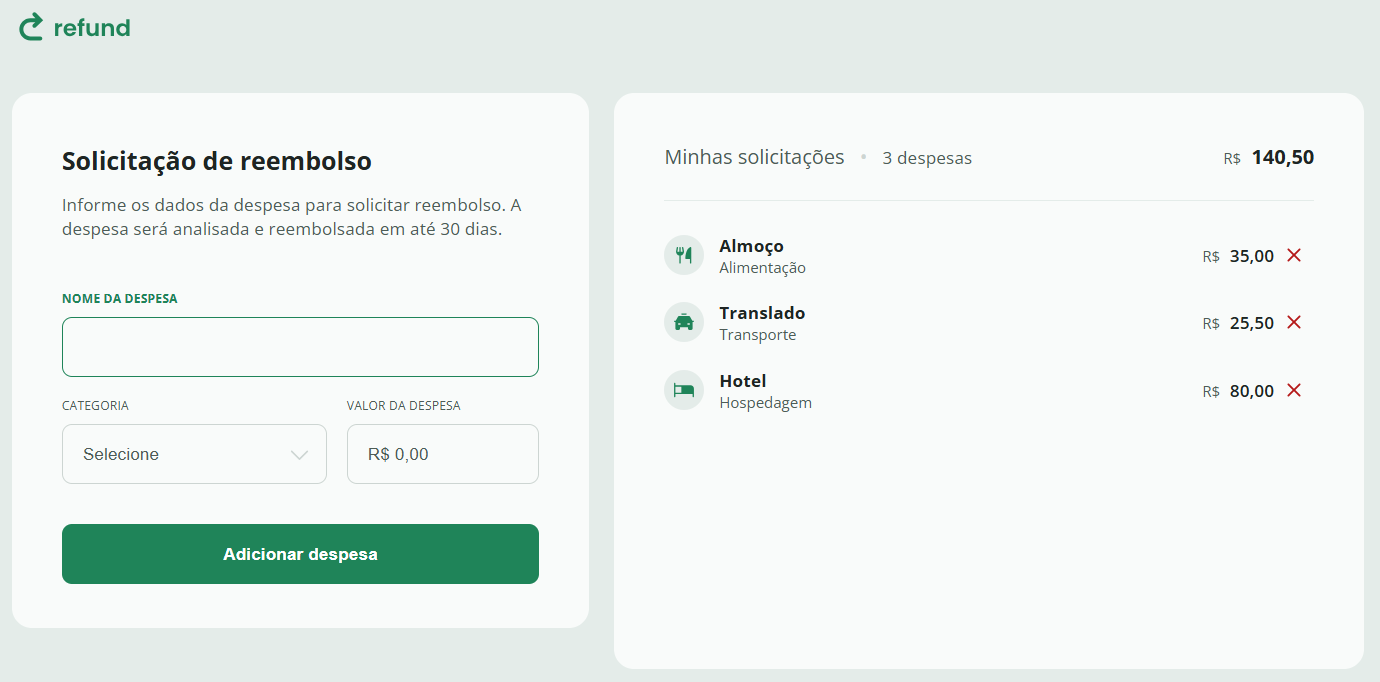 refund
Solicitação de reembolso
Informe os dados da despesa para solicitar reembolso. A
despesa será analisada e reembolsada em até 30 dias.
NOME DA DESPESA
CATEGORIA
VALOR DA DESPESA
Selecione
R$ 0,00
Adicionar despesa
Minhas solicitações • 3 despesas
R$ 140,50
Almoço
Alimentação
R$ 35,00
Translado
Transporte
R$ 25,50
Hotel
Hospedagem
R$ 80,00